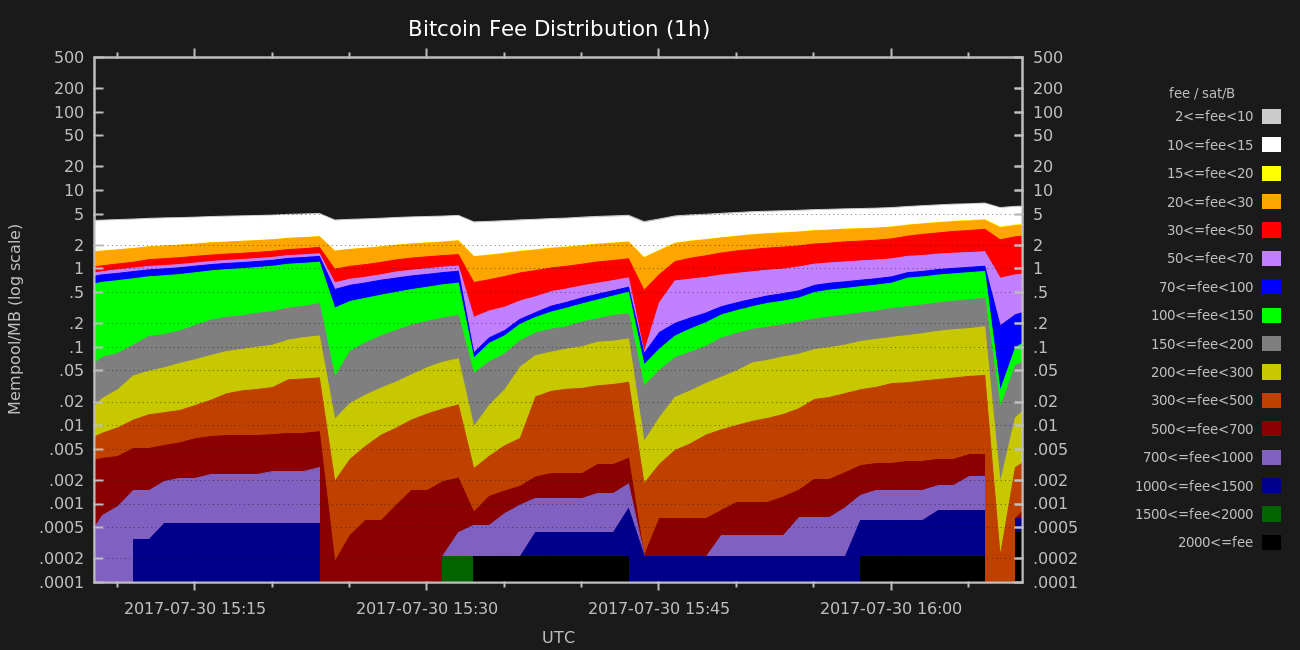 Bitcoin Fee Distribution (1h)
Mempool/MB (log scale)
500
200
100
50
20
10
5
2
1
.5
.2
.1
.05
.02
.01
.005
.002
.001
.0005
.0002
.0001
500
200
100
50
20
10
5
2
1
.5
.2
.1
.05
.02
.01
.005
.002
.001
.0005
.0002
.0001
2017-07-30 15:15
2017-07-30 15:30
2017-07-30 15:45
2017-07-30 16:00
UTC
fee / sat/B
2<=fee<10
10<=fee<15
15<=fee<20
20<=fee<30
30<=fee<50
50<=fee<70
70<=fee<100
100<=fee<150
150<=fee<200
200<=fee<300
300<=fee<500
500<=fee<700
700<=fee<1000
1000<=fee<1500
1500<=fee<2000
2000<=fee